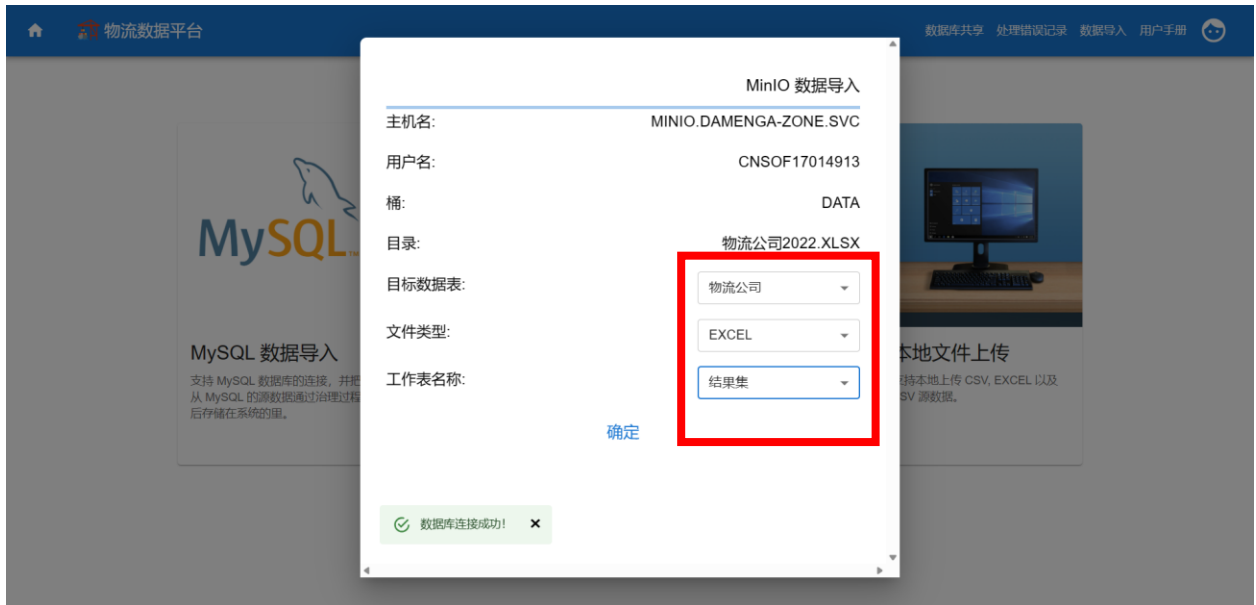 物流数据平台
数据库共享 处理错误记录 数据导入 用户手册
MinIO 数据导入
主机名: MINIO.DAMENGA-ZONE.SVC
用户名: CNSOF17014913
桶: DATA
目录: 物流公司2022.XLSX
目标数据表: 物流公司
文件类型: EXCEL
工作表名称: 结果集
确定
数据库连接成功!
MySQL
MySQL 数据导入
支持 MySQL 数据库的连接，并把
从 MySQL 的源数据通过治理过程
后存储在系统的里。
本地文件上传
支持本地上传 CSV, EXCEL 以及
SV 源数据。